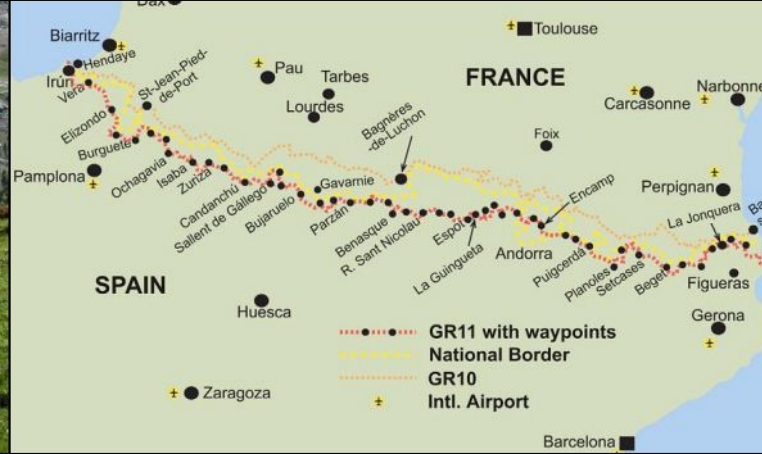 Dax
Toulouse
Biarritz
Hendaye
Irún
Vera
St-Jean-Pied-
de-Port
Pau
Tarbes
Lourdes
FRANCE
Carcasonne
Narbonne
Elizondo
Burguete
Bagnères
-de-Luchon
Foix
Pamplona
Ochagavia
Isaba
Zuriza
Candanchú
Sallent de Gállego
Gavarnie
Bujaruelo
Parzán
Benasque
R. Sant Nicolau
Espot
La Guingueta
Encamp
Andorra
Perpignan
La Jonquera
Puigcerdá
Planoles
Setcases
Beget
Figueras
SPAIN
Huesca
Gerona
GR11 with waypoints
National Border
GR10
Intl. Airport
Zaragoza
Barcelona